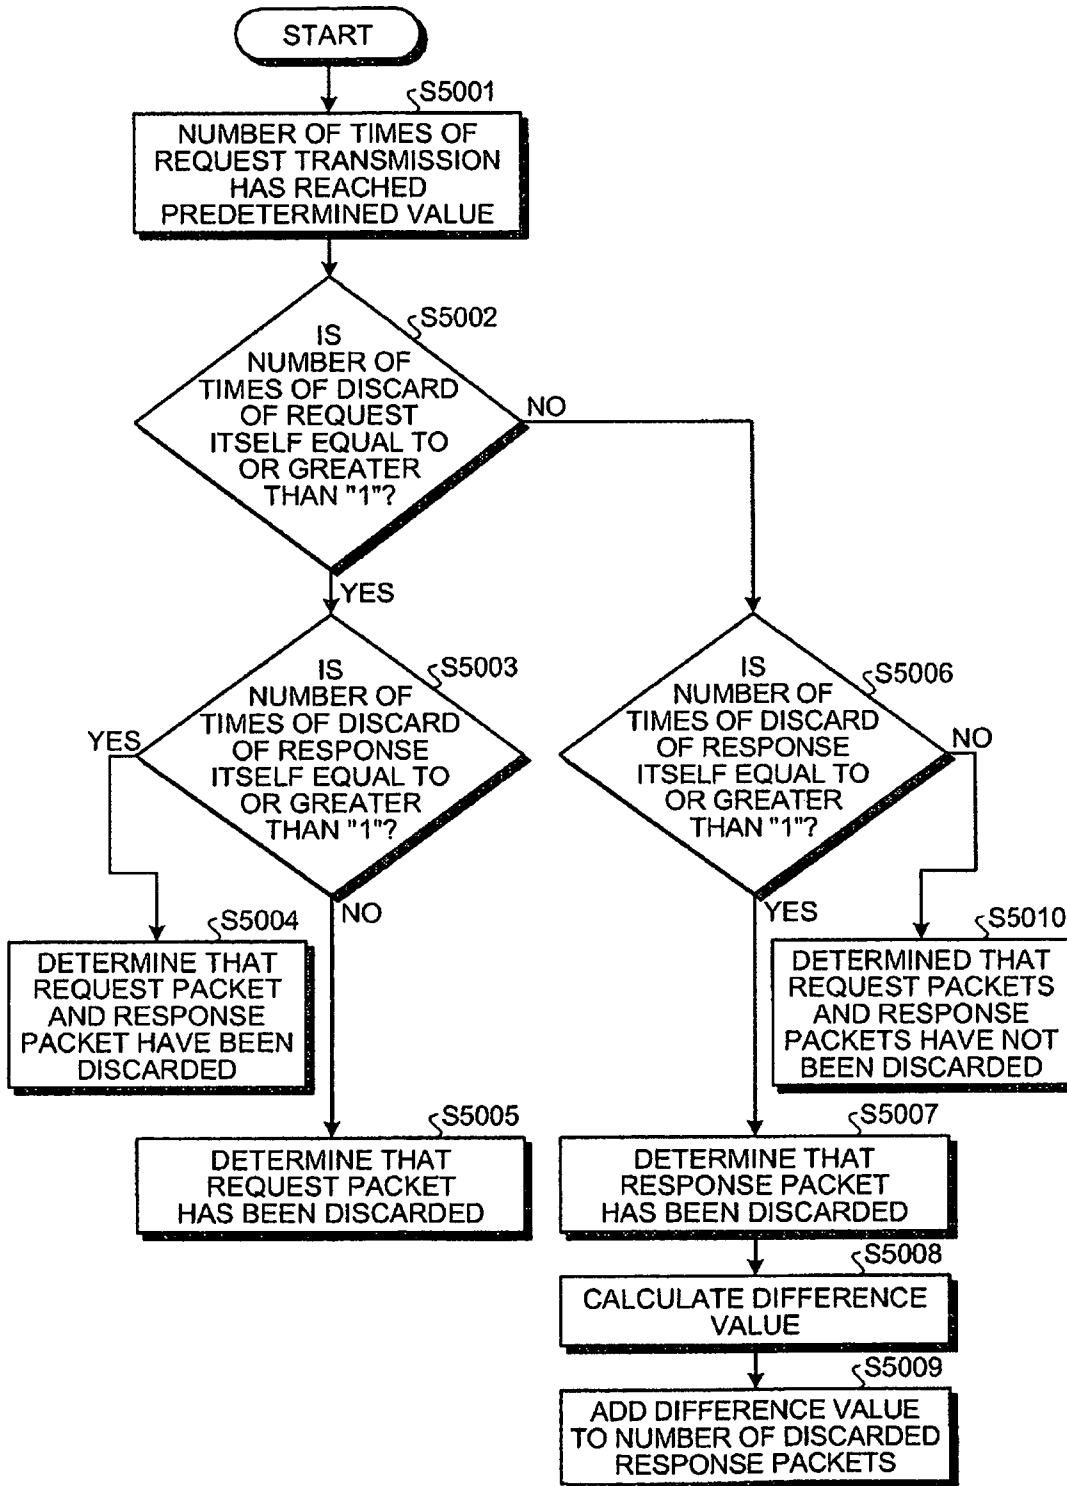 START
S5001
NUMBER OF TIMES OF
REQUEST TRANSMISSION
HAS REACHED
PREDETERMINED VALUE
S5002
IS
NUMBER OF
TIMES OF DISCARD
OF REQUEST
ITSELF EQUAL TO
OR GREATER
THAN "1"?
NO
YES
S5003
IS
NUMBER OF
TIMES OF DISCARD
OF RESPONSE
ITSELF EQUAL TO
OR GREATER
THAN "1"?
YES
NO
S5006
IS
NUMBER OF
TIMES OF DISCARD
OF RESPONSE
ITSELF EQUAL TO
OR GREATER
THAN "1"?
NO
YES
S5004
DETERMINE THAT
REQUEST PACKET
AND RESPONSE
PACKET HAVE BEEN
DISCARDED
S5010
DETERMINED THAT
REQUEST PACKETS
AND RESPONSE
PACKETS HAVE NOT
BEEN DISCARDED
S5005
DETERMINE THAT
REQUEST PACKET
HAS BEEN DISCARDED
S5007
DETERMINE THAT
RESPONSE PACKET
HAS BEEN DISCARDED
S5008
CALCULATE DIFFERENCE
VALUE
S5009
ADD DIFFERENCE VALUE
TO NUMBER OF DISCARDED
RESPONSE PACKETS